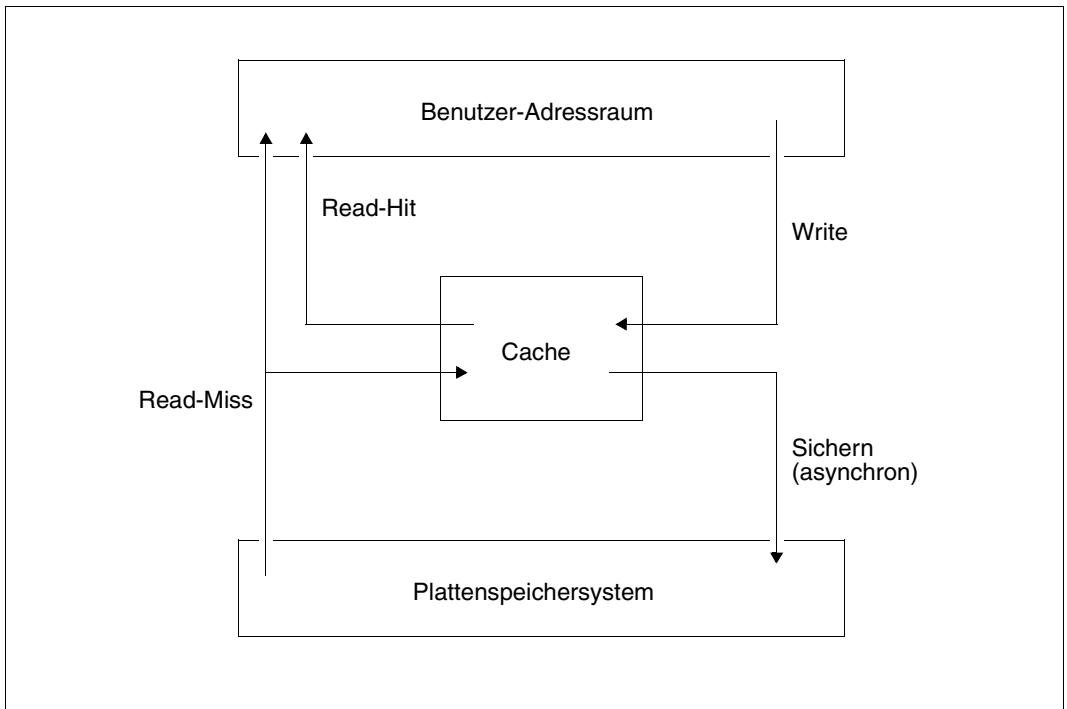 Benutzer-Adressraum
Read-Hit
Write
Cache
Read-Miss
Sichern
(asynchron)
Plattenspeichersystem